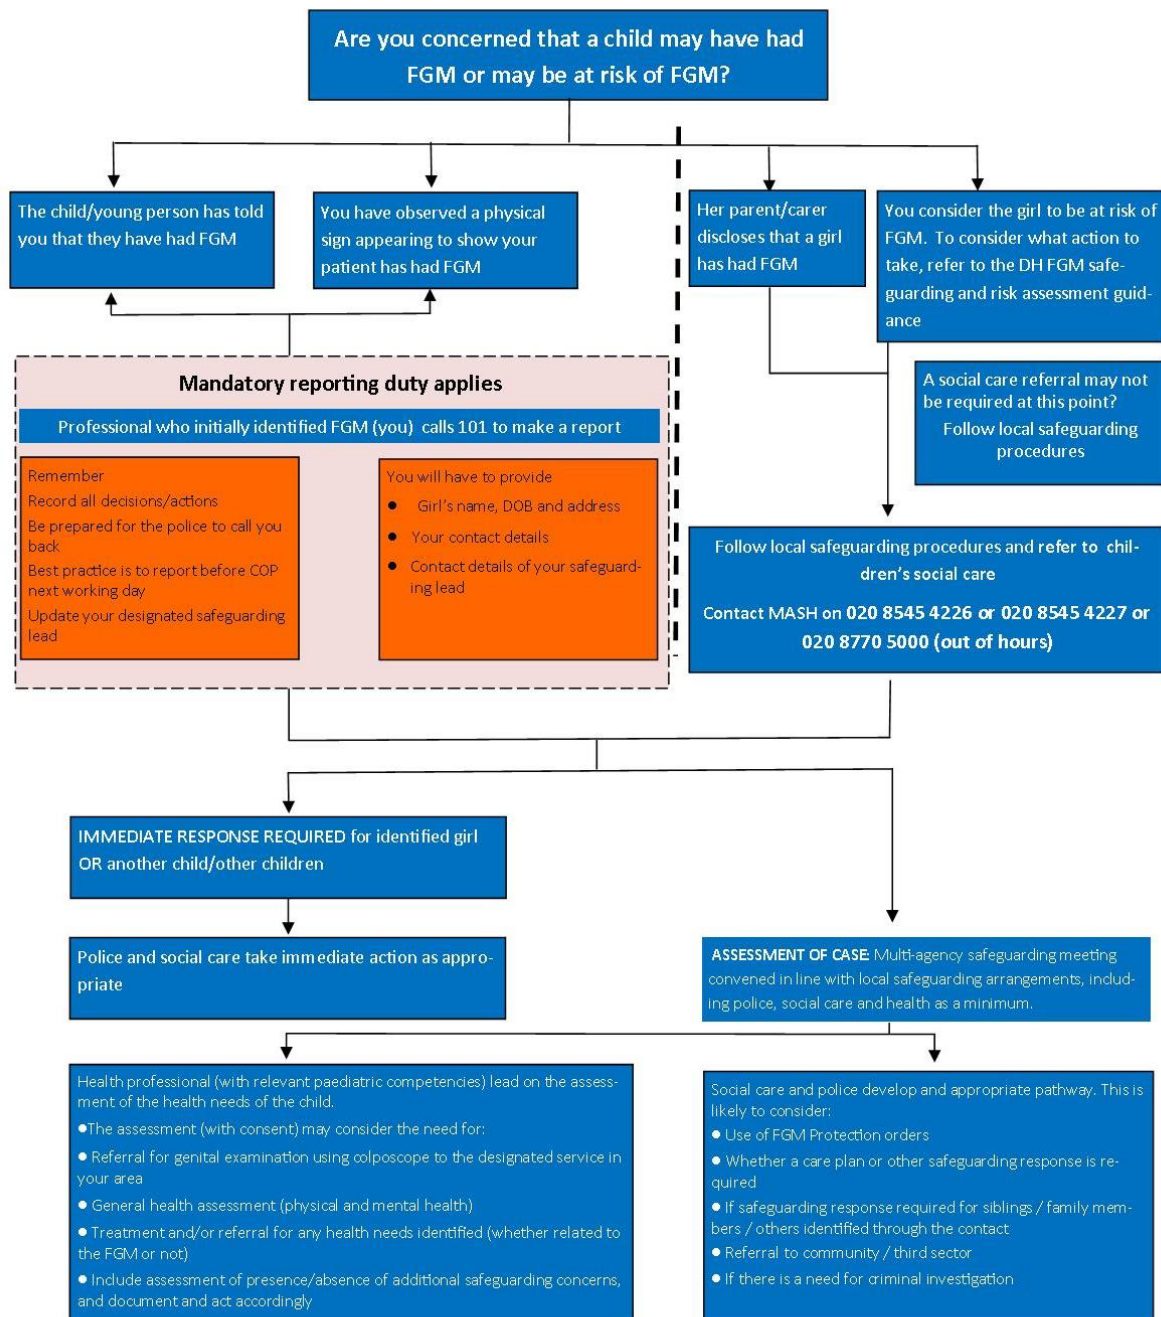 Are you concerned that a child may have had
FGM or may be at risk of FGM?
The child/young person has told
you that they have had FGM
You have observed a physical
sign appearing to show your
patient has had FGM
Her parent/carer
discloses that a girl
has had FGM
You consider the girl to be at risk of
FGM. To consider what action to
take, refer to the DH FGM safe-
guarding and risk assessment guid-
ance
Mandatory reporting duty applies
Professional who initially identified FGM (you) calls 101 to make a report
Remember
Record all decisions/actions
Be prepared for the police to call you
back
Best practice is to report before COP
next working day
Update your designated safeguarding
lead
You will have to provide
● Girl's name, DOB and address
● Your contact details
● Contact details of your safeguard-
ing lead
A social care referral may not
be required at this point?
Follow local safeguarding
procedures
Follow local safeguarding procedures and refer to chil-
dren's social care
Contact MASH on 020 8545 4226 or 020 8545 4227 or
020 8770 5000 (out of hours)
IMMEDIATE RESPONSE REQUIRED for identified girl
OR another child/other children
Police and social care take immediate action as appro-
priate
ASSESSMENT OF CASE: Multi-agency safeguarding meeting
convened in line with local safeguarding arrangements, includ-
ing police, social care and health as a minimum.
Health professional (with relevant paediatric competencies) lead on the assess-
ment of the health needs of the child.
●The assessment (with consent) may consider the need for:
● Referral for genital examination using colposcope to the designated service in
your area
● General health assessment (physical and mental health)
● Treatment and/or referral for any health needs identified (whether related to
the FGM or not)
● Include assessment of presence/absence of additional safeguarding concerns,
and document and act accordingly
Social care and police develop and appropriate pathway. This is
likely to consider:
● Use of FGM Protection orders
● Whether a care plan or other safeguarding response is re-
quired
● If safeguarding response required for siblings / family mem-
bers / others identified through the contact
● Referral to community / third sector
● If there is a need for criminal investigation